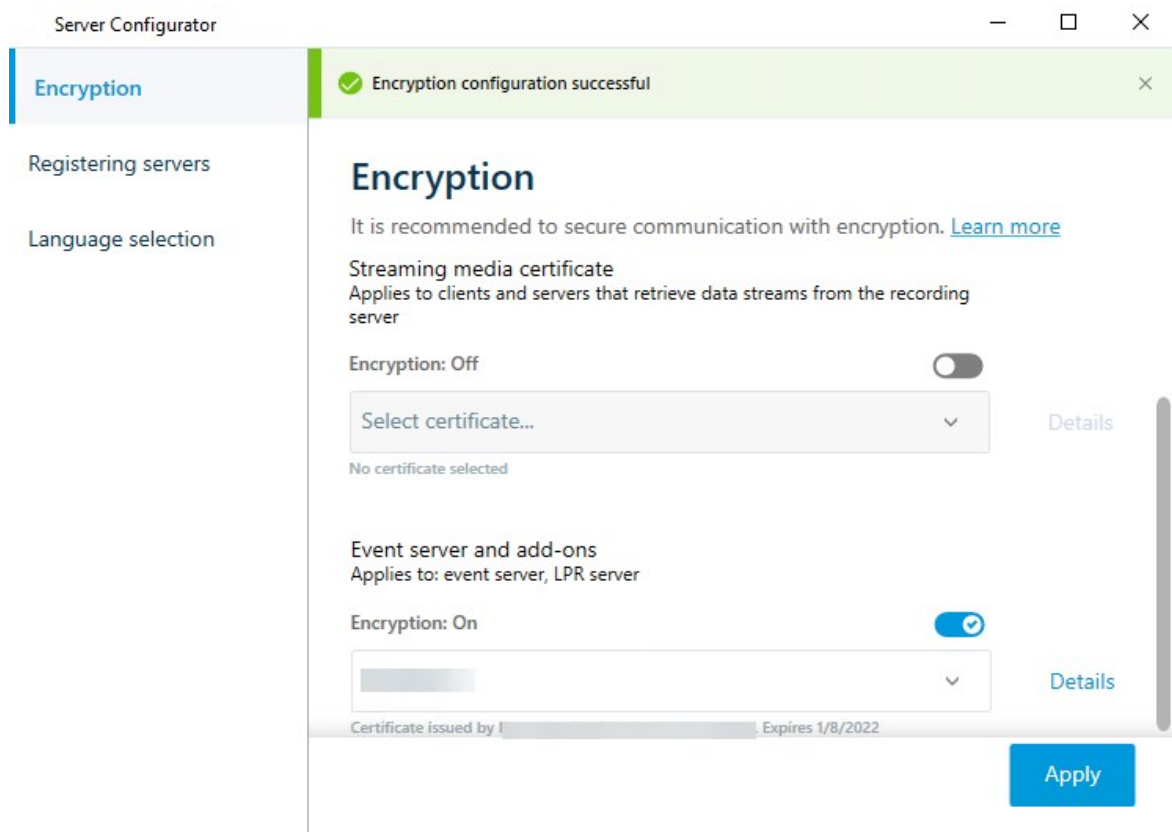 Server Configurator
Encryption
Registering servers
Language selection
Encryption configuration successful
Encryption
It is recommended to secure communication with encryption. Learn more
Streaming media certificate
Applies to clients and servers that retrieve data streams from the recording
server
Encryption: Off
Select certificate...
Details
No certificate selected
Event server and add-ons
Applies to: event server, LPR server
Encryption: On
Details
Certificate issued by Expires 1/8/2022
Apply